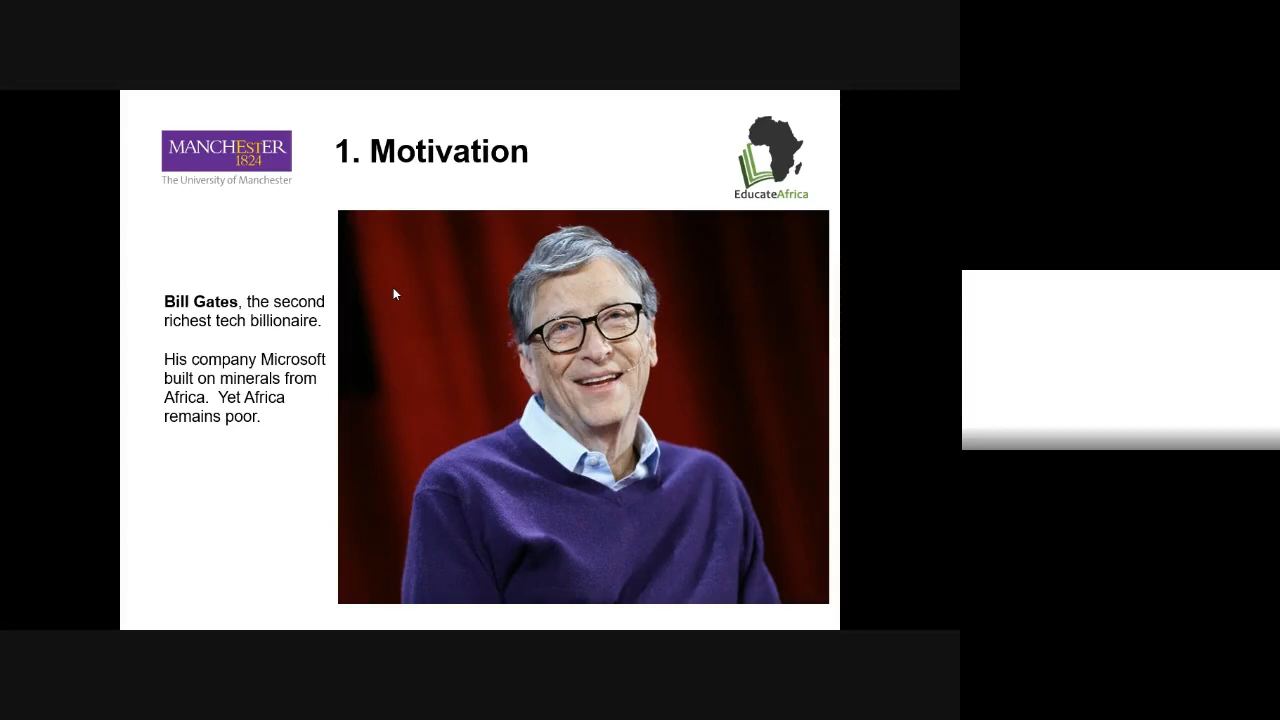 MANCHEstER
1824
The University of Manchester
1. Motivation
EducateAfrica
Bill Gates, the second
richest tech billionaire.
His company Microsoft
built on minerals from
Africa.  Yet Africa
remains poor.